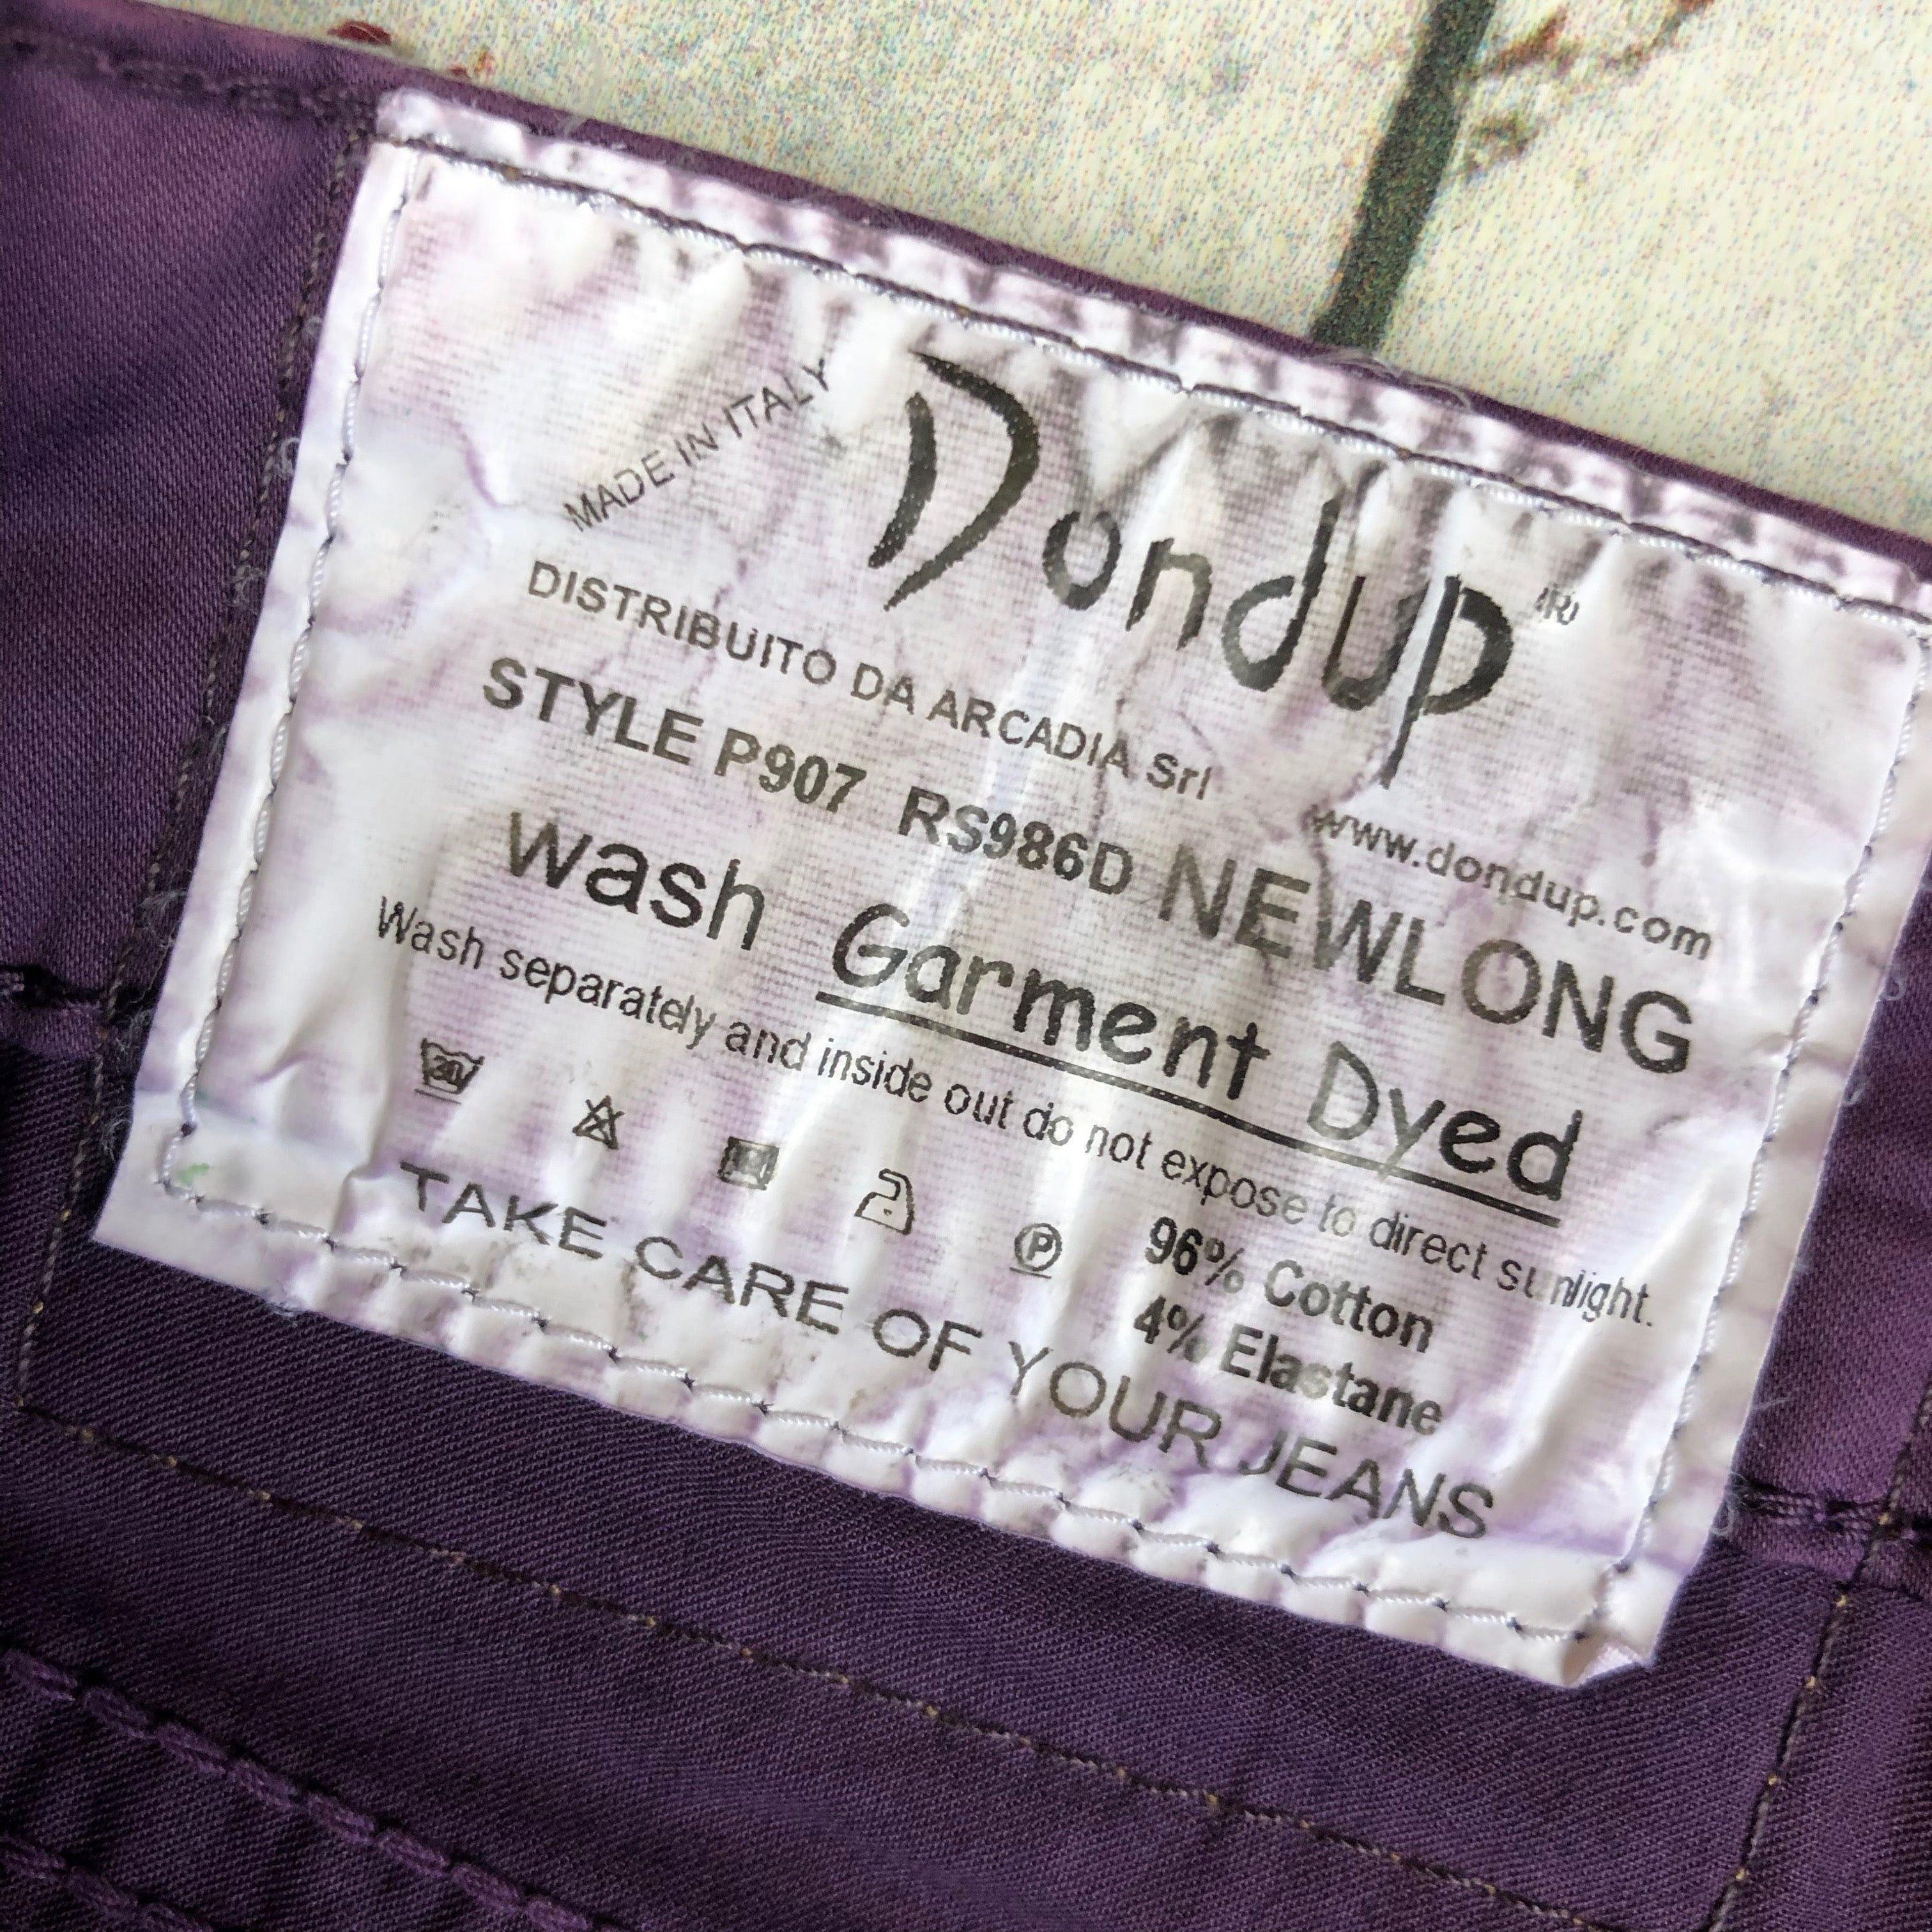 MADE IN ITALY
Dondup (R)
DISTRIBUITO DA ARCADIA Srl
www.dondup.com
STYLE P907 RS986D NEWLONG
wash Garment Dyed
Wash separately and inside out do not expose to direct sunlight.
30
P
96% Cotton
4% Elastane
TAKE CARE OF YOUR JEANS